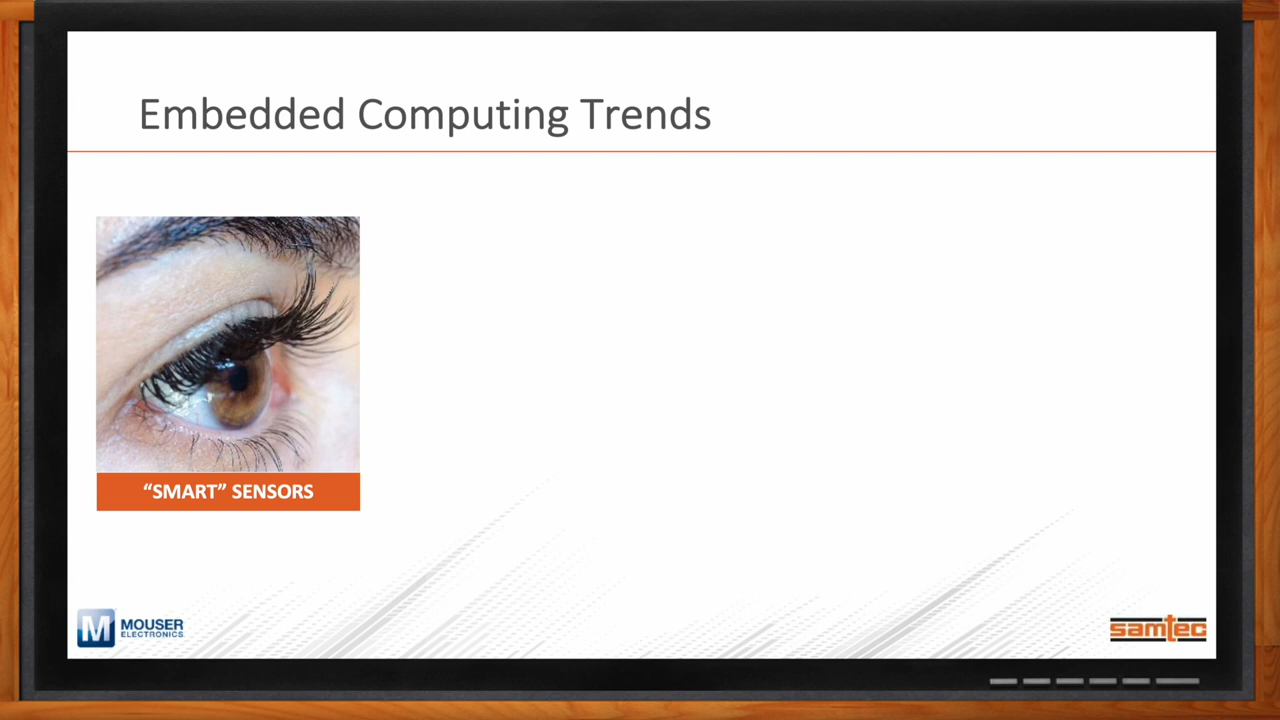 Embedded Computing Trends
“SMART” SENSORS
M MOUSER
ELECTRONICS
samtec